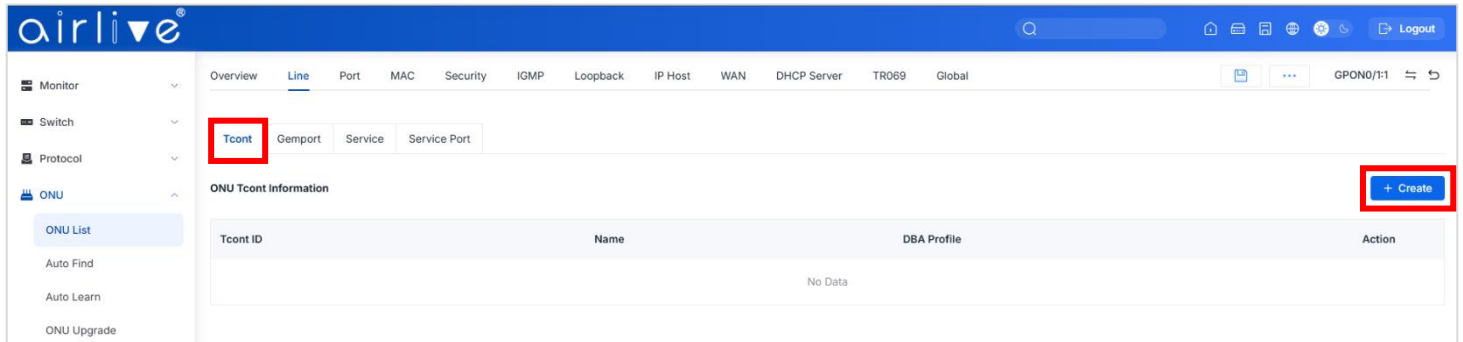 airlive®
Logout
Monitor
Switch
Protocol
ONU
ONU List
Auto Find
Auto Learn
ONU Upgrade
Overview Line Port MAC Security IGMP Loopback IP Host WAN DHCP Server TR069 Global
... GPON0/1:1
Tcont Gemport Service Service Port
ONU Tcont Information
+ Create
Tcont ID Name DBA Profile Action
No Data